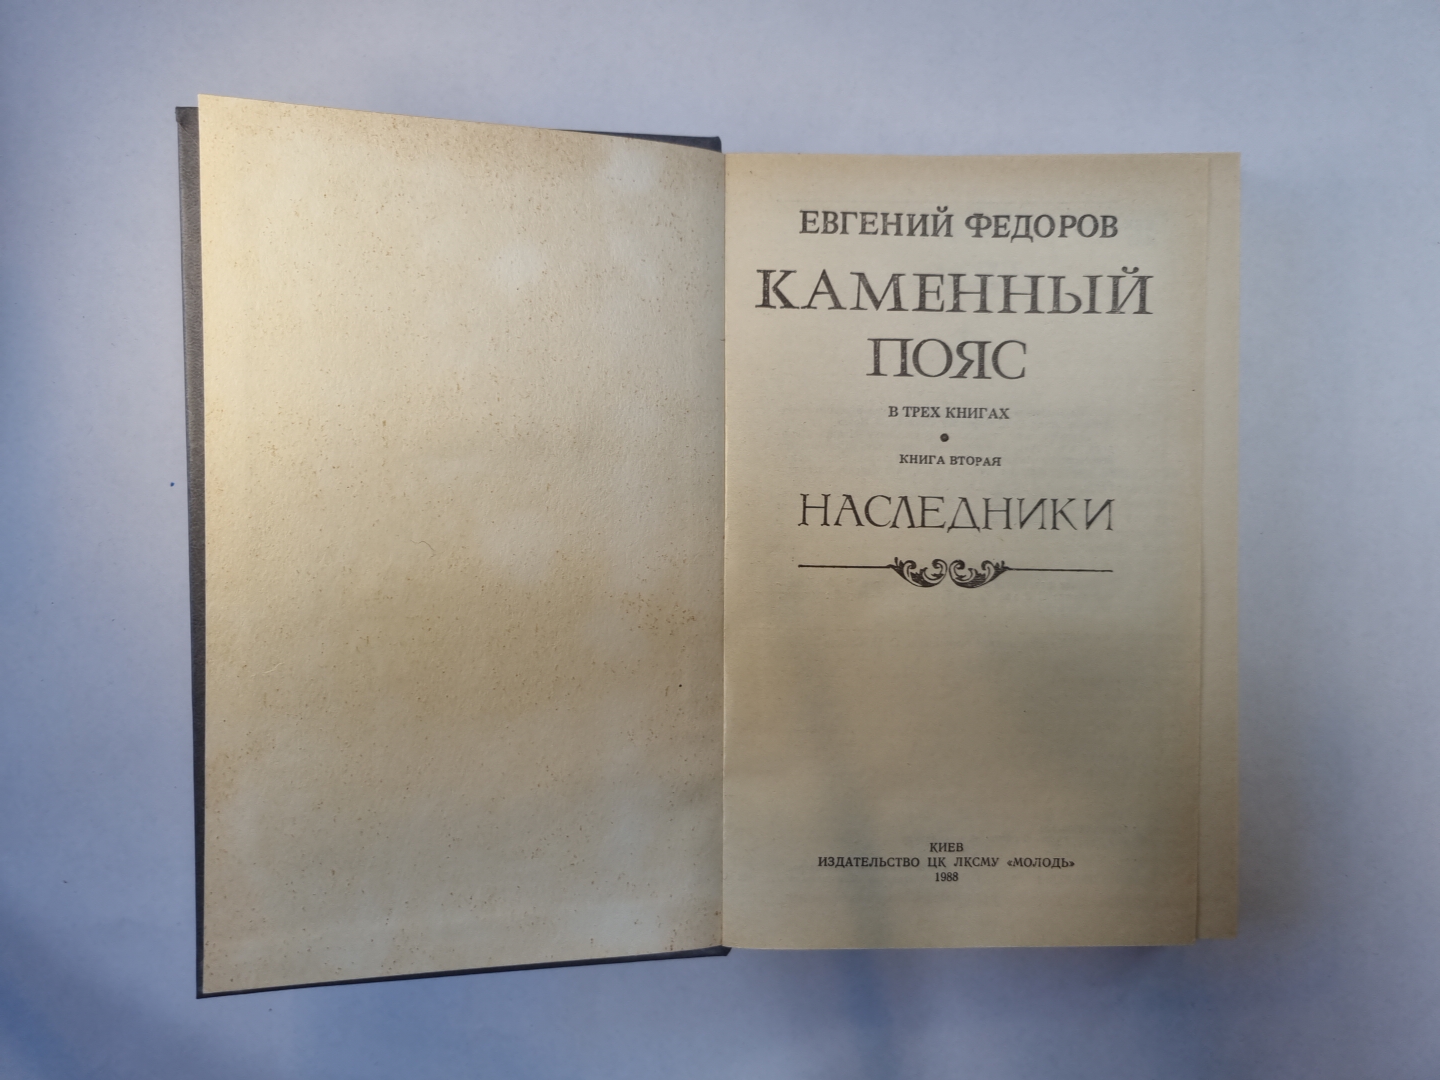 ЕВГЕНИЙ ФЕДОРОВ
КАМЕННЫЙ
ПОЯС
В ТРЕХ КНИГАХ
КНИГА ВТОРАЯ
НАСЛЕДНИКИ
КИЕВ
ИЗДАТЕЛЬСТВО ЦК ЛКСМУ «МОЛОДЬ»
1988